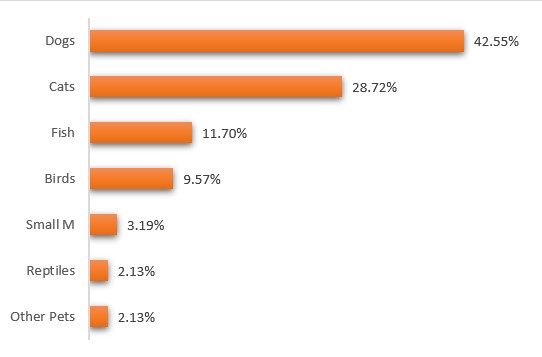 Dogs 42.55%
Cats 28.72%
Fish 11.70%
Birds 9.57%
Small M 3.19%
Reptiles 2.13%
Other Pets 2.13%